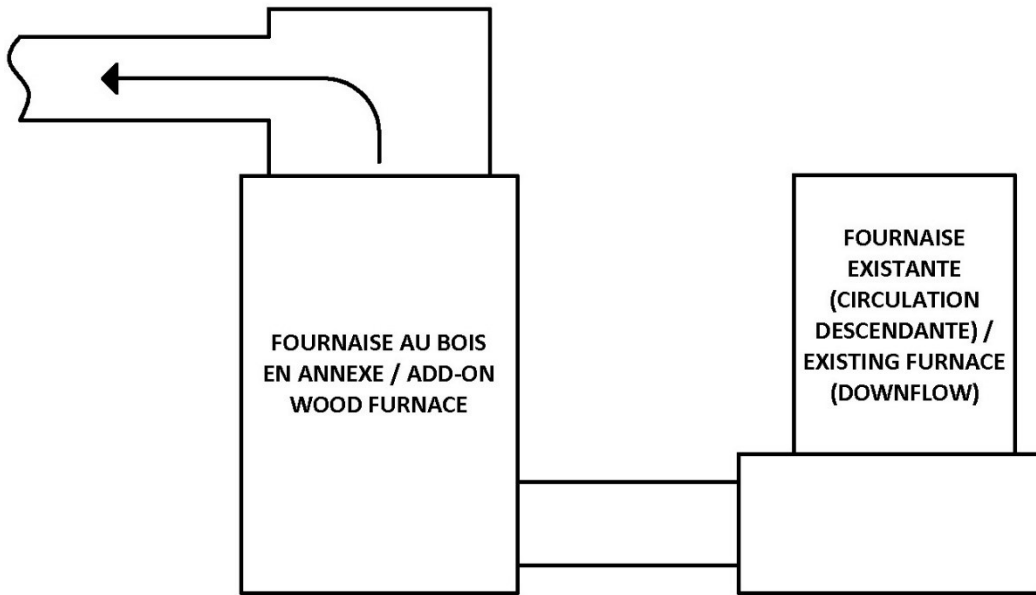 FOURNAISE AU BOIS
EN ANNEXE / ADD-ON
WOOD FURNACE
FOURNAISE
EXISTANTE
(CIRCULATION
DESCENDANTE) /
EXISTING FURNACE
(DOWNFLOW)